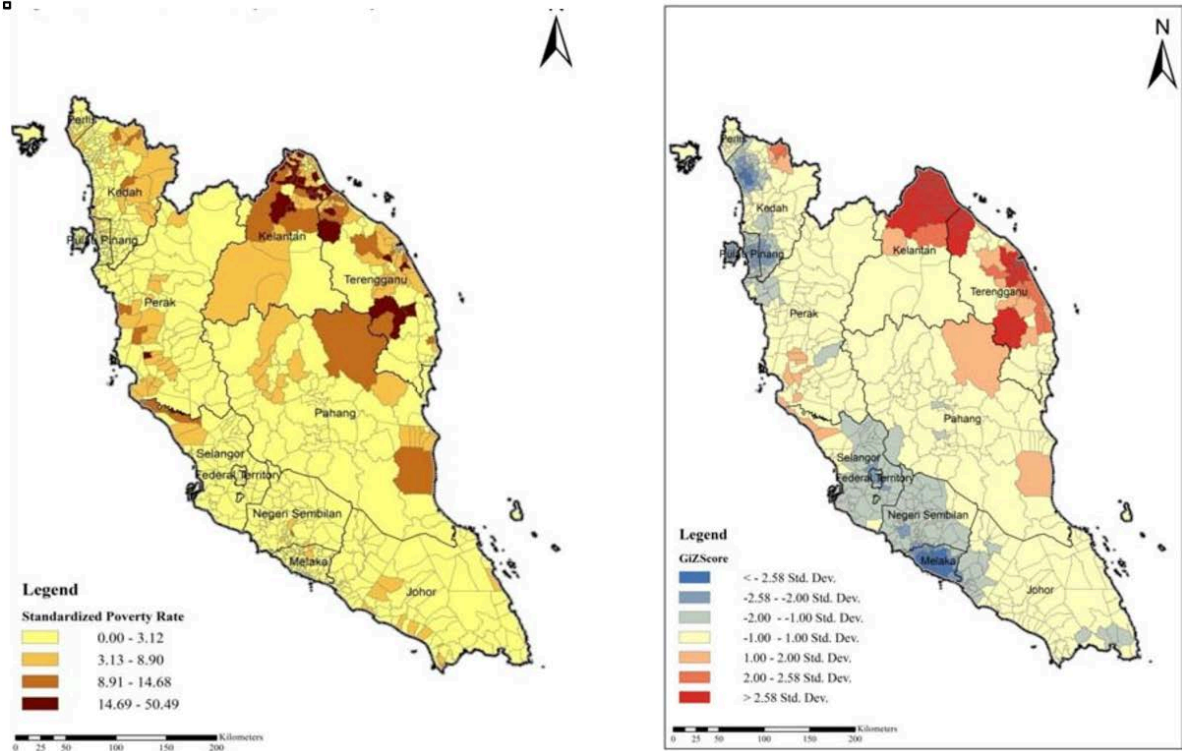 N
Perlis
Kedah
Pulau Pinang
Perak
Kelantan
Terengganu
Pahang
Selangor
Federal Territory
Negeri Sembilan
Melaka
Johor
Legend
Standardized Poverty Rate
0.00 - 3.12
3.13 - 8.90
8.91 - 14.68
14.69 - 50.49
Kilometers
0 25 50 100 150 200
N
Perlis
Kedah
Pulau Pinang
Kelantan
Terengganu
Perak
Pahang
Selangor
Federal Territory
Negeri Sembilan
Melaka
Johor
Legend
GiZScore
< - 2.58 Std. Dev.
-2.58 - -2.00 Std. Dev.
-2.00 - -1.00 Std. Dev.
-1.00 - 1.00 Std. Dev.
1.00 - 2.00 Std. Dev.
2.00 - 2.58 Std. Dev.
> 2.58 Std. Dev.
Kilometers
0 25 50 100 150 200